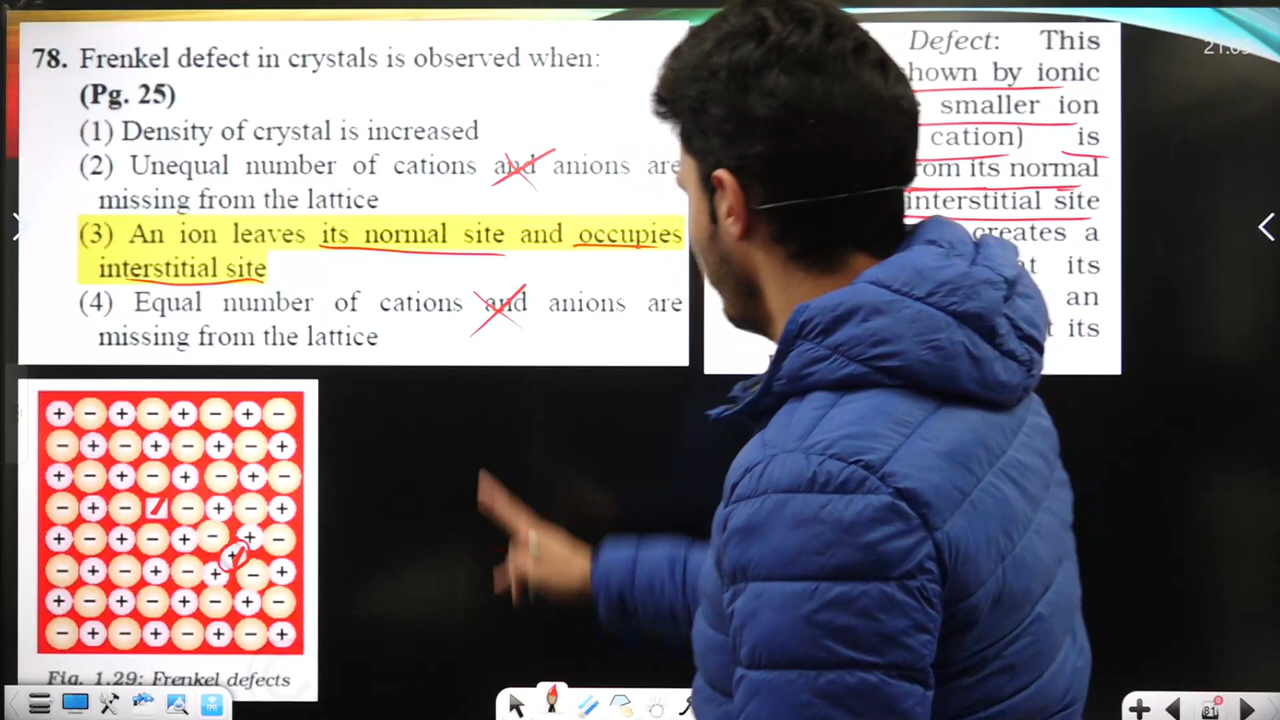 78. Frenkel defect in crystals is observed when:
(Pg. 25)
(1) Density of crystal is increased
(2) Unequal number of cations and anions are
missing from the lattice
(3) An ion leaves its normal site and occupies
interstitial site
(4) Equal number of cations and anions are
missing from the lattice
Defect: This
hown by ionic
smaller ion
cation) is
rom its normal
interstitial site
creates a
at its
an
its
+ − + − + − + −
− + − + − + − +
+ − + − + − + −
− + − − + − +
+ − + − + − + −
+
− + − + − + − +
+ − + − + − + −
− + − + − + − +
Fig. 1.29: Frenkel defects
81